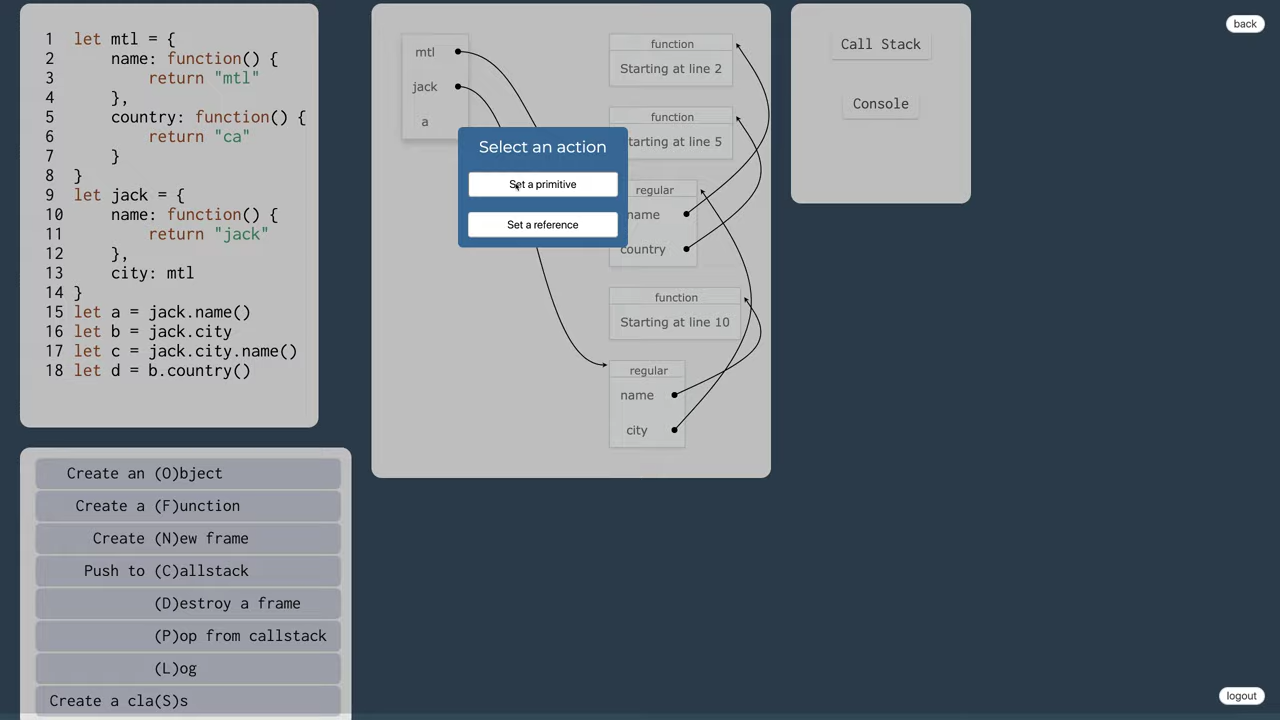 1 let mtl = {
2 name: function() {
3 return "mtl"
4 },
5 country: function() {
6 return "ca"
7 }
8 }
9 let jack = {
10 name: function() {
11 return "jack"
12 },
13 city: mtl
14 }
15 let a = jack.name()
16 let b = jack.city
17 let c = jack.city.name()
18 let d = b.country()
Create an (O)bject
Create a (F)unction
Create (N)ew frame
Push to (C)allstack
(D)estroy a frame
(P)op from callstack
(L)og
Create a cla(S)s
mtl
jack
a
Select an action
Set a primitive
Set a reference
function
Starting at line 2
function
tarting at line 5
regular
name
country
function
Starting at line 10
regular
name
city
Call Stack
Console
back
logout